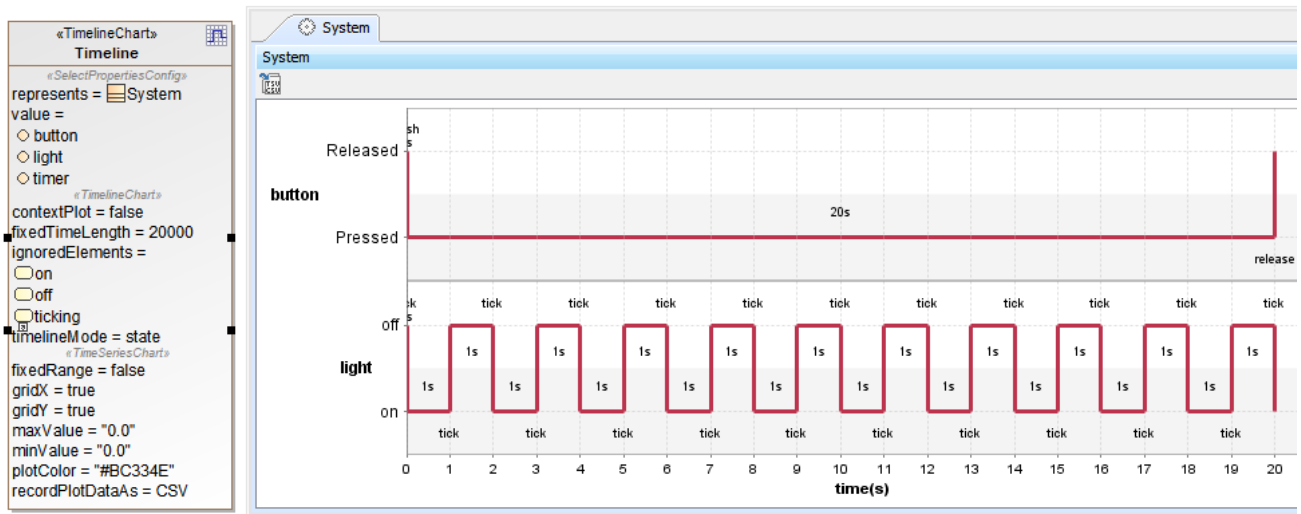 «TimelineChart»
Timeline
«SelectPropertiesConfig»
represents = System
value =
button
light
timer
«TimelineChart»
contextPlot = false
fixedTimeLength = 20000
ignoredElements =
on
off
ticking
timelineMode = state
«TimeSeriesChart»
fixedRange = false
gridX = true
gridY = true
maxValue = "0.0"
minValue = "0.0"
plotColor = "#BC334E"
recordPlotDataAs = CSV
System
System
TSV
CSV
sh
s
Released
button
20s
Pressed
release
tick tick tick tick tick tick tick tick tick tick
s
off
1s 1s 1s 1s 1s 1s 1s 1s 1s 1s
light
1s 1s 1s 1s 1s 1s 1s 1s 1s 1s
on
tick tick tick tick tick tick tick tick tick tick
0 1 2 3 4 5 6 7 8 9 10 11 12 13 14 15 16 17 18 19 20
time(s)